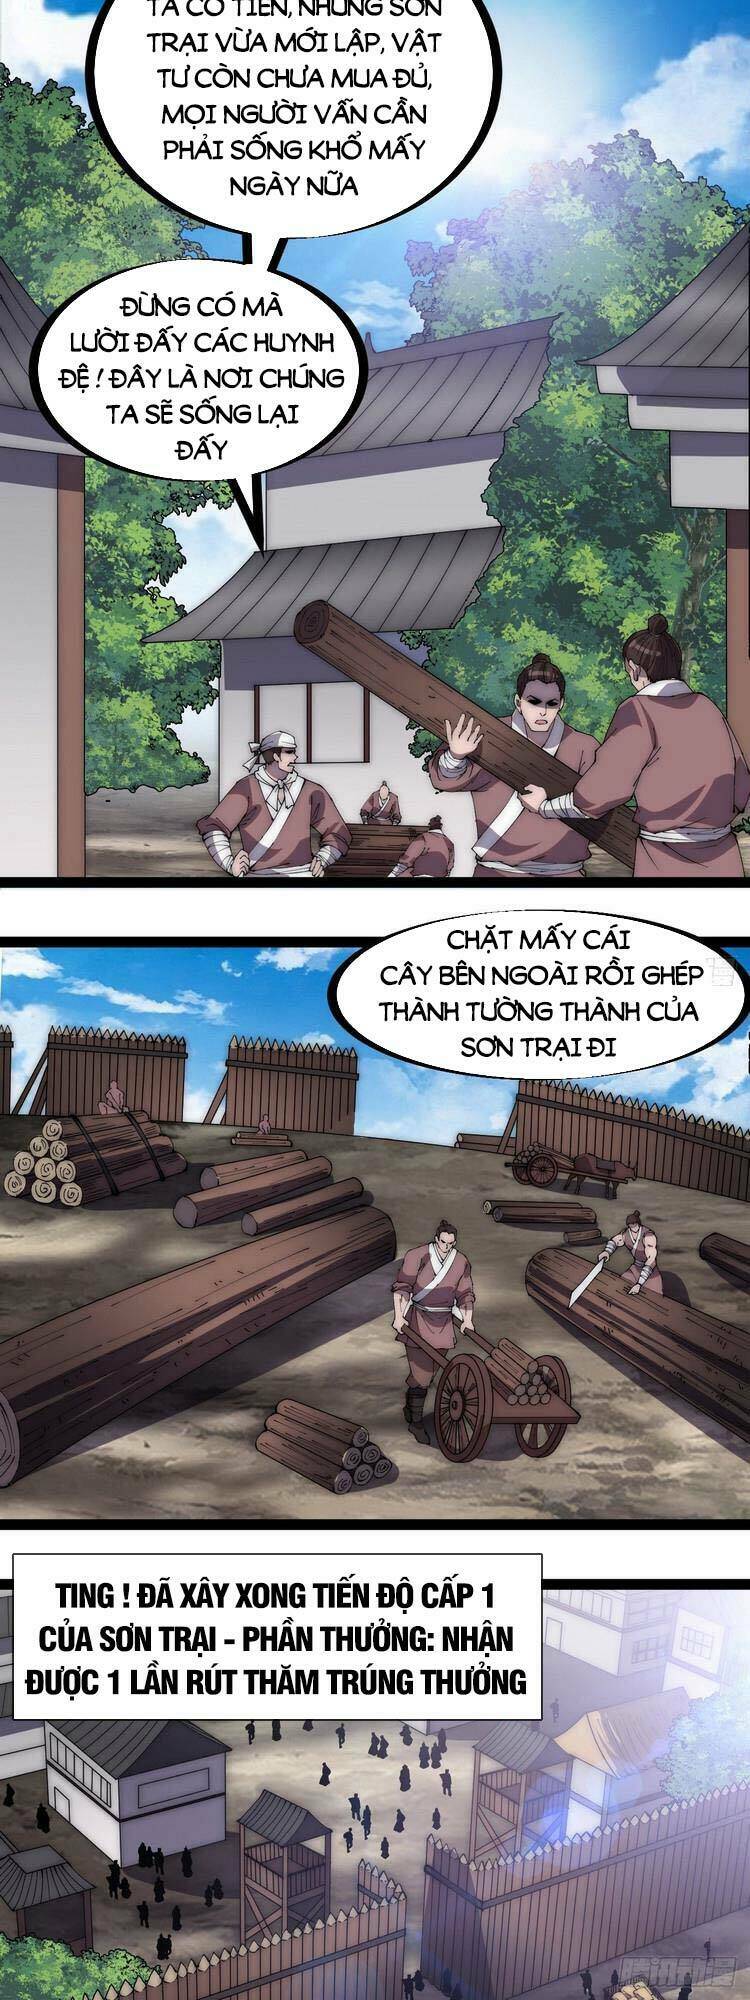 TA CÓ TIỀN, NHƯNG SƠN
TRẠI VỪA MỚI LẬP, VẬT
TƯ CÒN CHƯA MUA ĐỦ,
MỌI NGƯỜI VẪN CẦN
PHẢI SỐNG KHỔ MẤY
NGÀY NỮA
ĐỪNG CÓ MÀ
LƯỜI ĐẤY CÁC HUYNH
ĐỆ ! ĐÂY LÀ NƠI CHÚNG
TA SẼ SỐNG LẠI
ĐẤY
CHẶT MẤY CÁI
CÂY BÊN NGOÀI RỒI GHÉP
THÀNH TƯỜNG THÀNH CỦA
SƠN TRẠI ĐI
TING ! ĐÃ XÂY XONG TIẾN ĐỘ CẤP 1
CỦA SƠN TRẠI - PHẦN THƯỞNG: NHẬN
ĐƯỢC 1 LẦN RÚT THĂM TRÚNG THƯỞNG